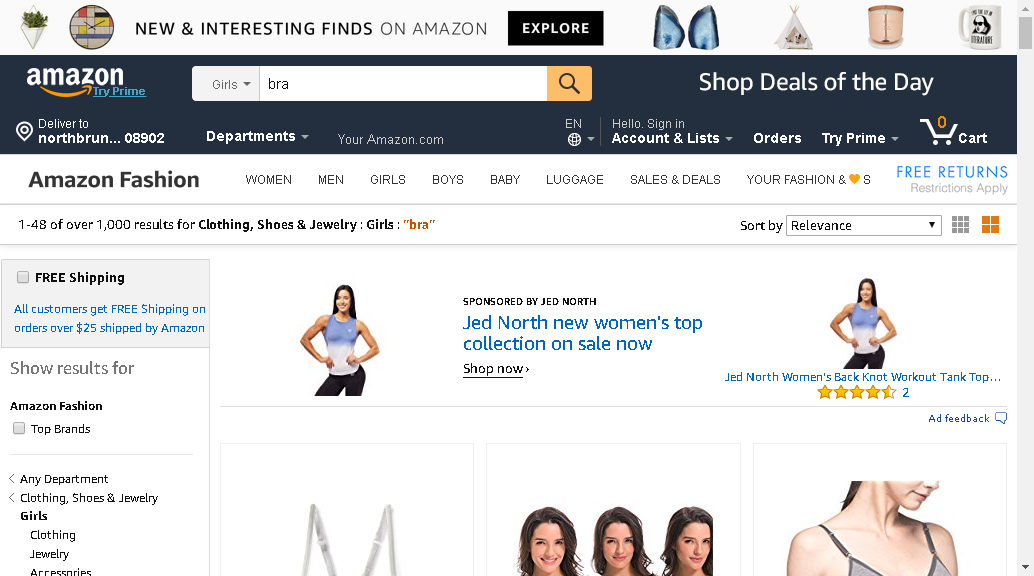 NEW & INTERESTING FINDS ON AMAZON
EXPLORE
LITERATURE
amazon
Try Prime
Girls
bra
Shop Deals of the Day
Deliver to
northbrun... 08902
Departments
Your Amazon.com
EN
Hello. Sign in
Account & Lists
Orders
Try Prime
0
Cart
Amazon Fashion
WOMEN
MEN
GIRLS
BOYS
BABY
LUGGAGE
SALES & DEALS
YOUR FASHION & S
FREE RETURNS
Restrictions Apply
1-48 of over 1,000 results for Clothing, Shoes & Jewelry : Girls : "bra"
Sort by
Relevance
FREE Shipping
All customers get FREE Shipping on
orders over $25 shipped by Amazon
SPONSORED BY JED NORTH
Jed North new women's top
collection on sale now
Shop now ›
Jed North Women's Back Knot Workout Tank Top...
2
Ad feedback
Show results for
Amazon Fashion
Top Brands
Any Department
Clothing, Shoes & Jewelry
Girls
Clothing
Jewelry
Accessories